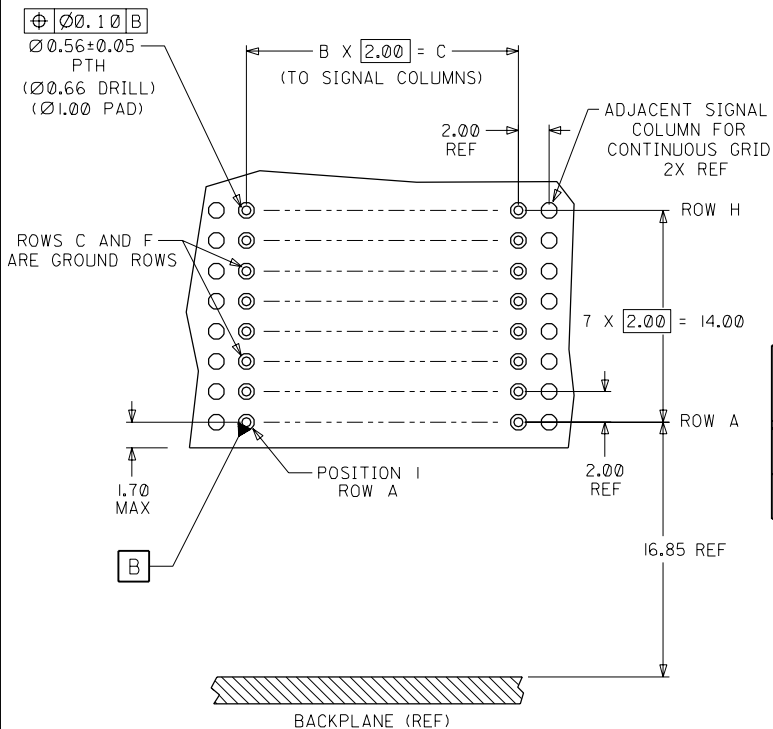 ⌖ Ø0.10 B
Ø0.56±0.05
PTH
(Ø0.66 DRILL)
(Ø1.00 PAD)
B X 2.00 = C
(TO SIGNAL COLUMNS)
2.00
REF
ADJACENT SIGNAL
COLUMN FOR
CONTINUOUS GRID
2X REF
ROW H
ROWS C AND F
ARE GROUND ROWS
7 X 2.00 = 14.00
ROW A
POSITION 1
ROW A
1.70
MAX
2.00
REF
B
16.85 REF
BACKPLANE (REF)